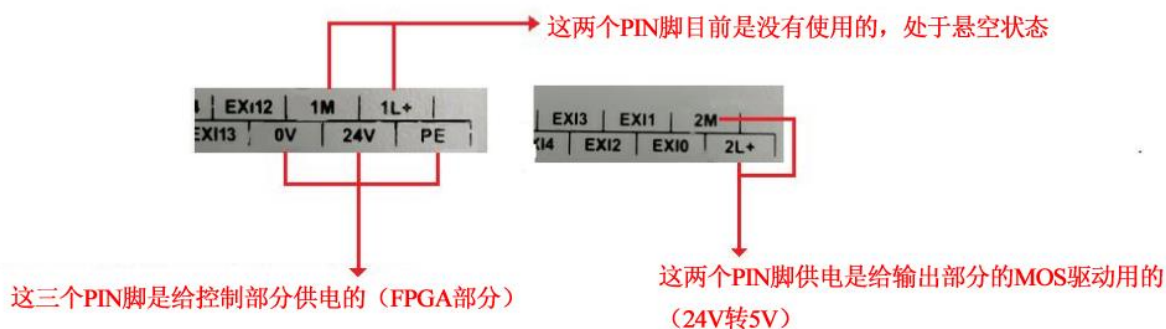 这两个PIN脚目前是没有使用的，处于悬空状态
EXI12 1M 1L+
EXI13 0V 24V PE
EXI3 EXI1 2M
EXI2 EXI0 2L+
这三个PIN脚是给控制部分供电的（FPGA部分）
这两个PIN脚供电是给输出部分的MOS驱动用的
（24V转5V）